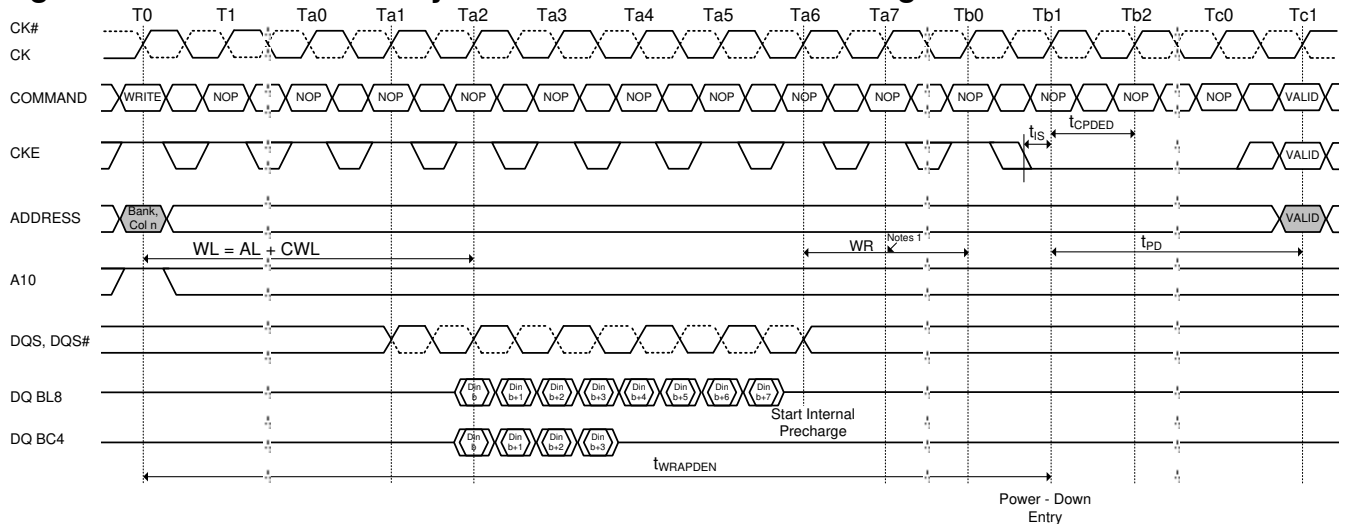 T0 T1 Ta0 Ta1 Ta2 Ta3 Ta4 Ta5 Ta6 Ta7 Tb0 Tb1 Tb2 Tc0 Tc1
CK#
CK
COMMAND WRITE NOP NOP NOP NOP NOP NOP NOP NOP NOP NOP NOP NOP NOP VALID
tIS tCPDED
CKE VALID
ADDRESS Bank, Col n VALID
WL = AL + CWL WR Notes 1 tPD
A10
DQS, DQS#
DQ BL8 Din b Din b+1 Din b+2 Din b+3 Din b+4 Din b+5 Din b+6 Din b+7
Start Internal
Precharge
DQ BC4 Din b Din b+1 Din b+2 Din b+3
tWRAPDEN
Power - Down
Entry